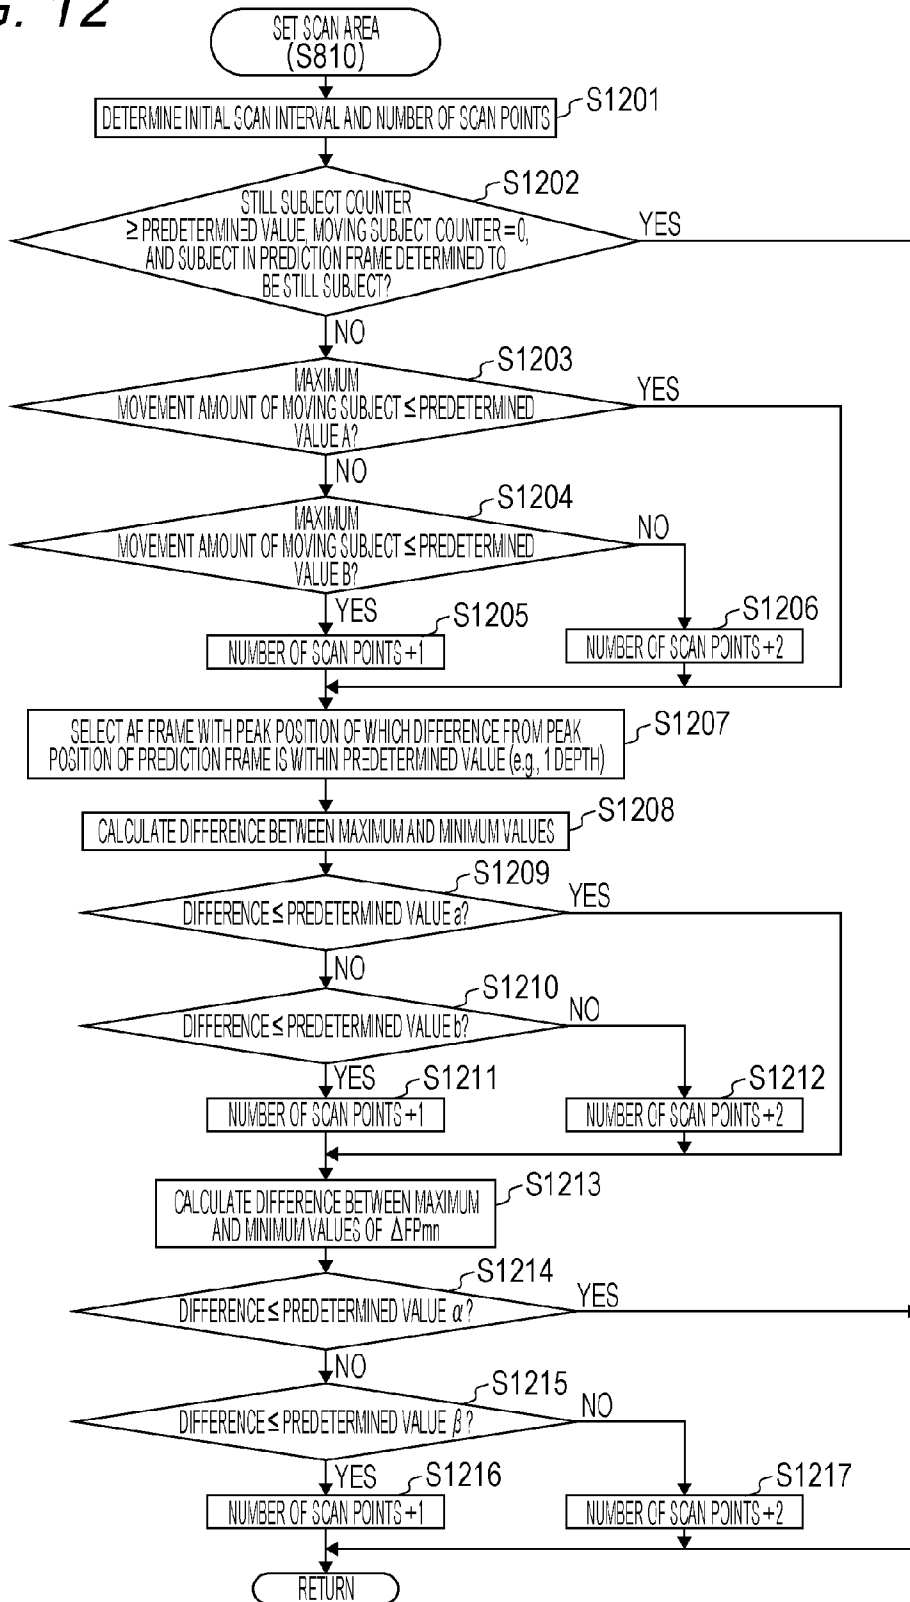 G. 12
SET SCAN AREA
(S810)
DETERMINE INITIAL SCAN INTERVAL AND NUMBER OF SCAN POINTS
S1201
S1202
STILL SUBJECT COUNTER
≥ PREDETERMINED VALUE, MOVING SUBJECT COUNTER = 0,
AND SUBJECT IN PREDICTION FRAME DETERMINED TO
BE STILL SUBJECT?
YES
NO
S1203
MAXIMUM
MOVEMENT AMOUNT OF MOVING SUBJECT ≤ PREDETERMINED
VALUE A?
YES
NO
S1204
MAXIMUM
MOVEMENT AMOUNT OF MOVING SUBJECT ≤ PREDETERMINED
VALUE B?
NO
YES
S1205
NUMBER OF SCAN POINTS +1
S1206
NUMBER OF SCAN POINTS +2
SELECT AF FRAME WITH PEAK POSITION OF WHICH DIFFERENCE FROM PEAK
POSITION OF PREDICTION FRAME IS WITHIN PREDETERMINED VALUE (e.g., 1 DEPTH)
S1207
S1208
CALCULATE DIFFERENCE BETWEEN MAXIMUM AND MINIMUM VALUES
S1209
DIFFERENCE ≤ PREDETERMINED VALUE a?
YES
NO
S1210
DIFFERENCE ≤ PREDETERMINED VALUE b?
NO
YES
S1211
NUMBER OF SCAN POINTS +1
S1212
NUMBER OF SCAN POINTS +2
S1213
CALCULATE DIFFERENCE BETWEEN MAXIMUM
AND MINIMUM VALUES OF ΔFPmn
S1214
DIFFERENCE ≤ PREDETERMINED VALUE α?
YES
NO
S1215
DIFFERENCE ≤ PREDETERMINED VALUE β?
NO
YES
S1216
NUMBER OF SCAN POINTS +1
S1217
NUMBER OF SCAN POINTS +2
RETURN